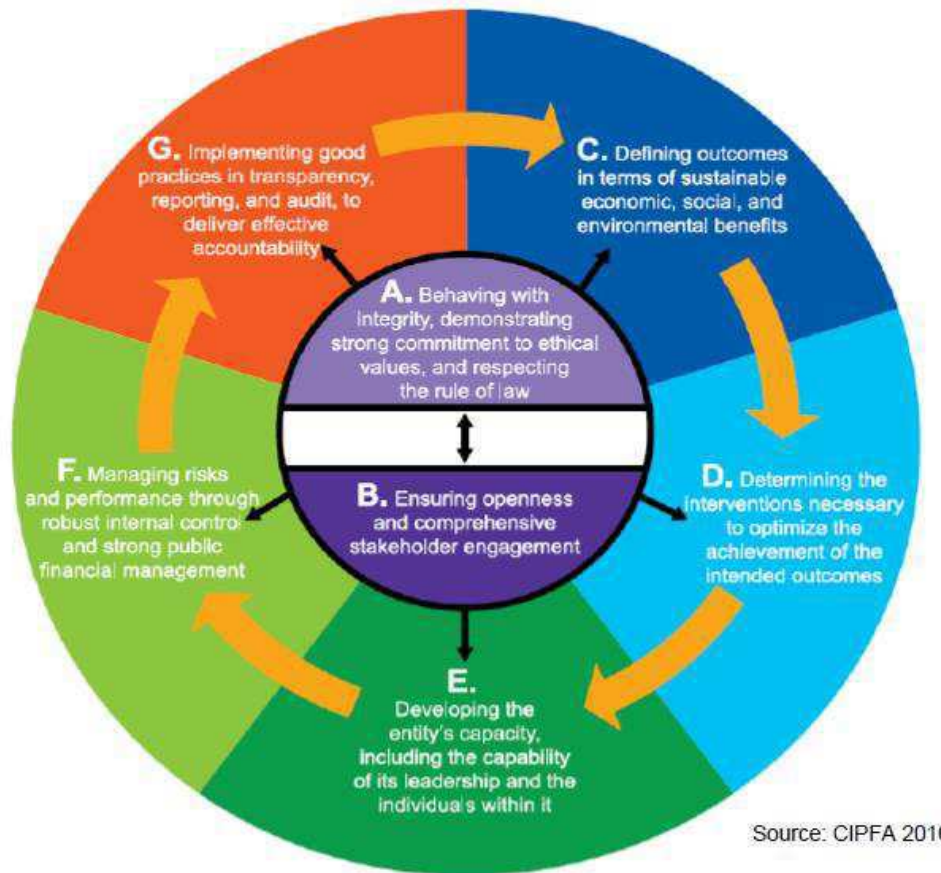 G. Implementing good
practices in transparency,
reporting, and audit, to
deliver effective
accountability
C. Defining outcomes
in terms of sustainable
economic, social, and
environmental benefits
A. Behaving with
integrity, demonstrating
strong commitment to ethical
values, and respecting
the rule of law
F. Managing risks
and performance through
robust internal control
and strong public
financial management
B. Ensuring openness
and comprehensive
stakeholder engagement
D. Determining the
interventions necessary
to optimize the
achievement of the
intended outcomes
E.
Developing the
entity's capacity,
including the capability
of its leadership and the
individuals within it
Source: CIPFA 2016